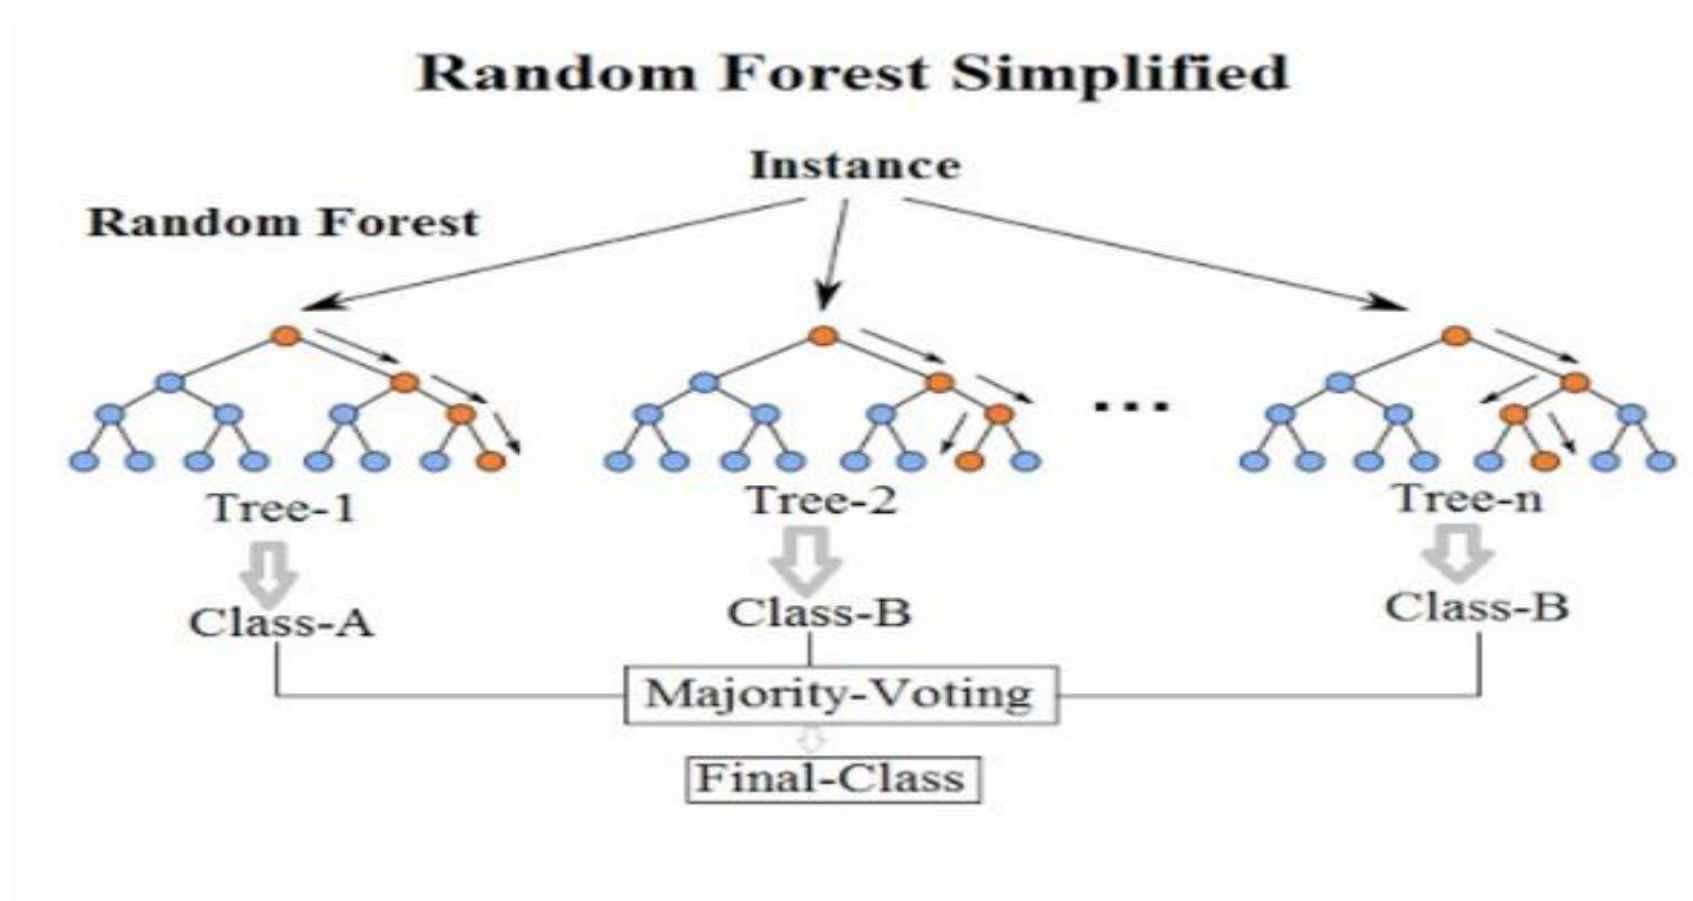 Random Forest Simplified
Instance
Random Forest
...
Tree-1
Tree-2
Tree-n
Class-A
Class-B
Class-B
Majority-Voting
Final-Class